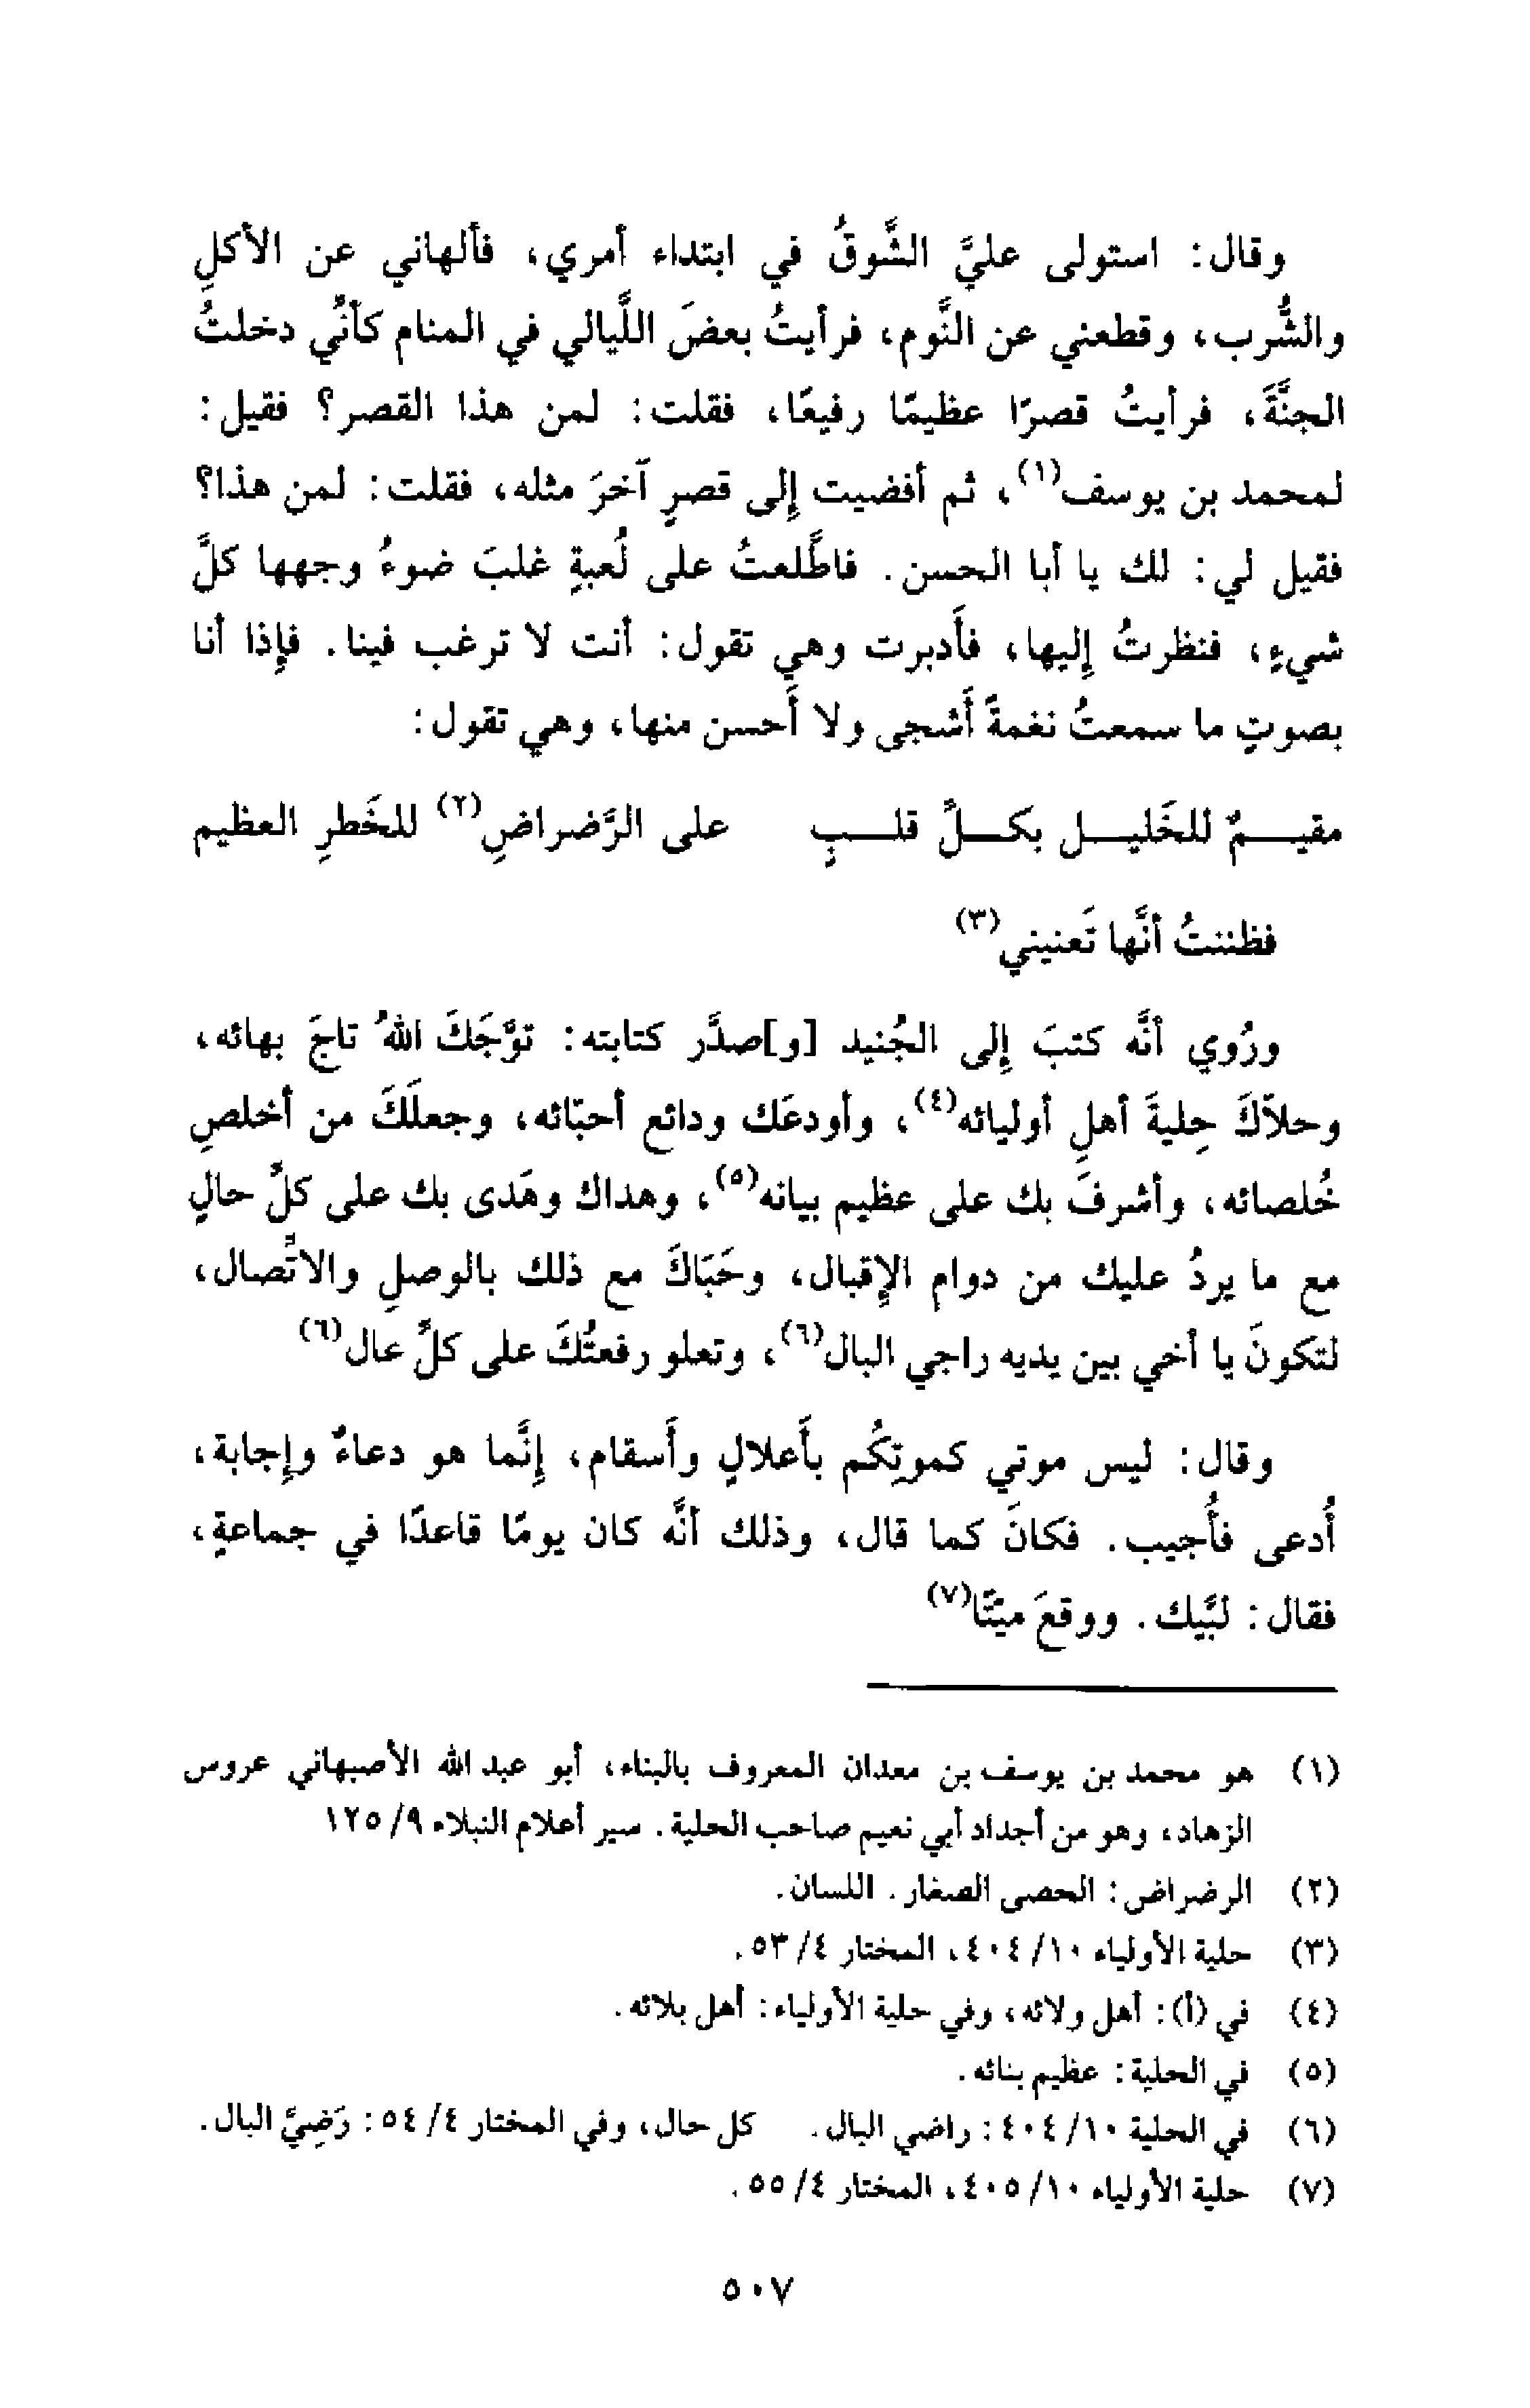 وقال: استولى عليَّ الشَّوقُ في ابتداء أمري، فألهاني عن الأكلِ
والشُّرب، وقطعني عن النَّوم، فرأيتُ بعضَ اللَّيالي في المنام كأنِّي دخلتُ
الجنَّةَ، فرأيتُ قصرًا عظيمًا رفيعًا، فقلت: لمن هذا القصر؟ فقيل:
لمحمد بن يوسف(١)، ثم أفضيت إلى قصرٍ آخرَ مثله، فقلت: لمن هذا؟
فقيل لي: لك يا أبا الحسن. فاطَّلعتُ على لُعبةٍ غلبَ ضوءُ وجهها كلَّ
شيءٍ، فنظرتُ إليها، فأَدبرت وهي تقول: أنت لا ترغب فينا. فإذا أنا
بصوتٍ ما سمعتُ نغمةً أَشجى ولا أَحسن منها، وهي تقول:
مقيــمٌ للخَليــل بكــلِّ قلــبٍ على الرَّضراضِ(٢) للخَطرِ العظيم
فظننتُ أنَّها تَعنيني(٣)
ورُوي أنَّه كتبَ إلى الجُنيد [و]صدَّر كتابته: توَّجَكَ اللهُ تاجَ بهائه،
وحلاَّكَ حِليةَ أهلِ أوليائه(٤)، وأودعَك ودائع أحبّائه، وجعلَكَ من أخلصِ
خُلصائه، وأشرفَ بك على عظيم بيانه(٥)، وهداك وهَدى بك على كلِّ حالٍ
مع ما يردُ عليك من دوام الإقبال، وحَبَاكَ مع ذلك بالوصلِ والاتِّصال،
لتكونَ يا أخي بين يديه راجي البال(٦)، وتعلو رفعتُكَ على كلِّ عال(٦)
وقال: ليس موتي كموتِكُم بأَعلالٍ وأَسقام، إنَّما هو دعاءٌ وإجابة،
أُدعى فأُجيب. فكانَ كما قال، وذلك أنَّه كان يومًا قاعدًا في جماعةٍ،
فقال: لبَّيك. ووقعَ ميتًا(٧)
(١) هو محمد بن يوسف بن معدان المعروف بالبناء، أبو عبد الله الأصبهاني عروس
الزهاد، وهو من أجداد أبي نعيم صاحب الحلية. سير أعلام النبلاء ٩/ ١٢٥
(٢) الرضراض: الحصى الصغار. اللسان.
(٣) حلية الأولياء ١٠/ ٤٠٤، المختار ٤/ ٥٣.
(٤) في (أ): أهل ولائه، وفي حلية الأولياء: أهل بلائه.
(٥) في الحلية: عظيم بنائه.
(٦) في الحلية ١٠/ ٤٠٤: راضي البال. كل حال، وفي المختار ٤/ ٥٤: رَضِيَّ البال.
(٧) حلية الأولياء ١٠/ ٤٠٥، المختار ٤/ ٥٥.
٥٠٧